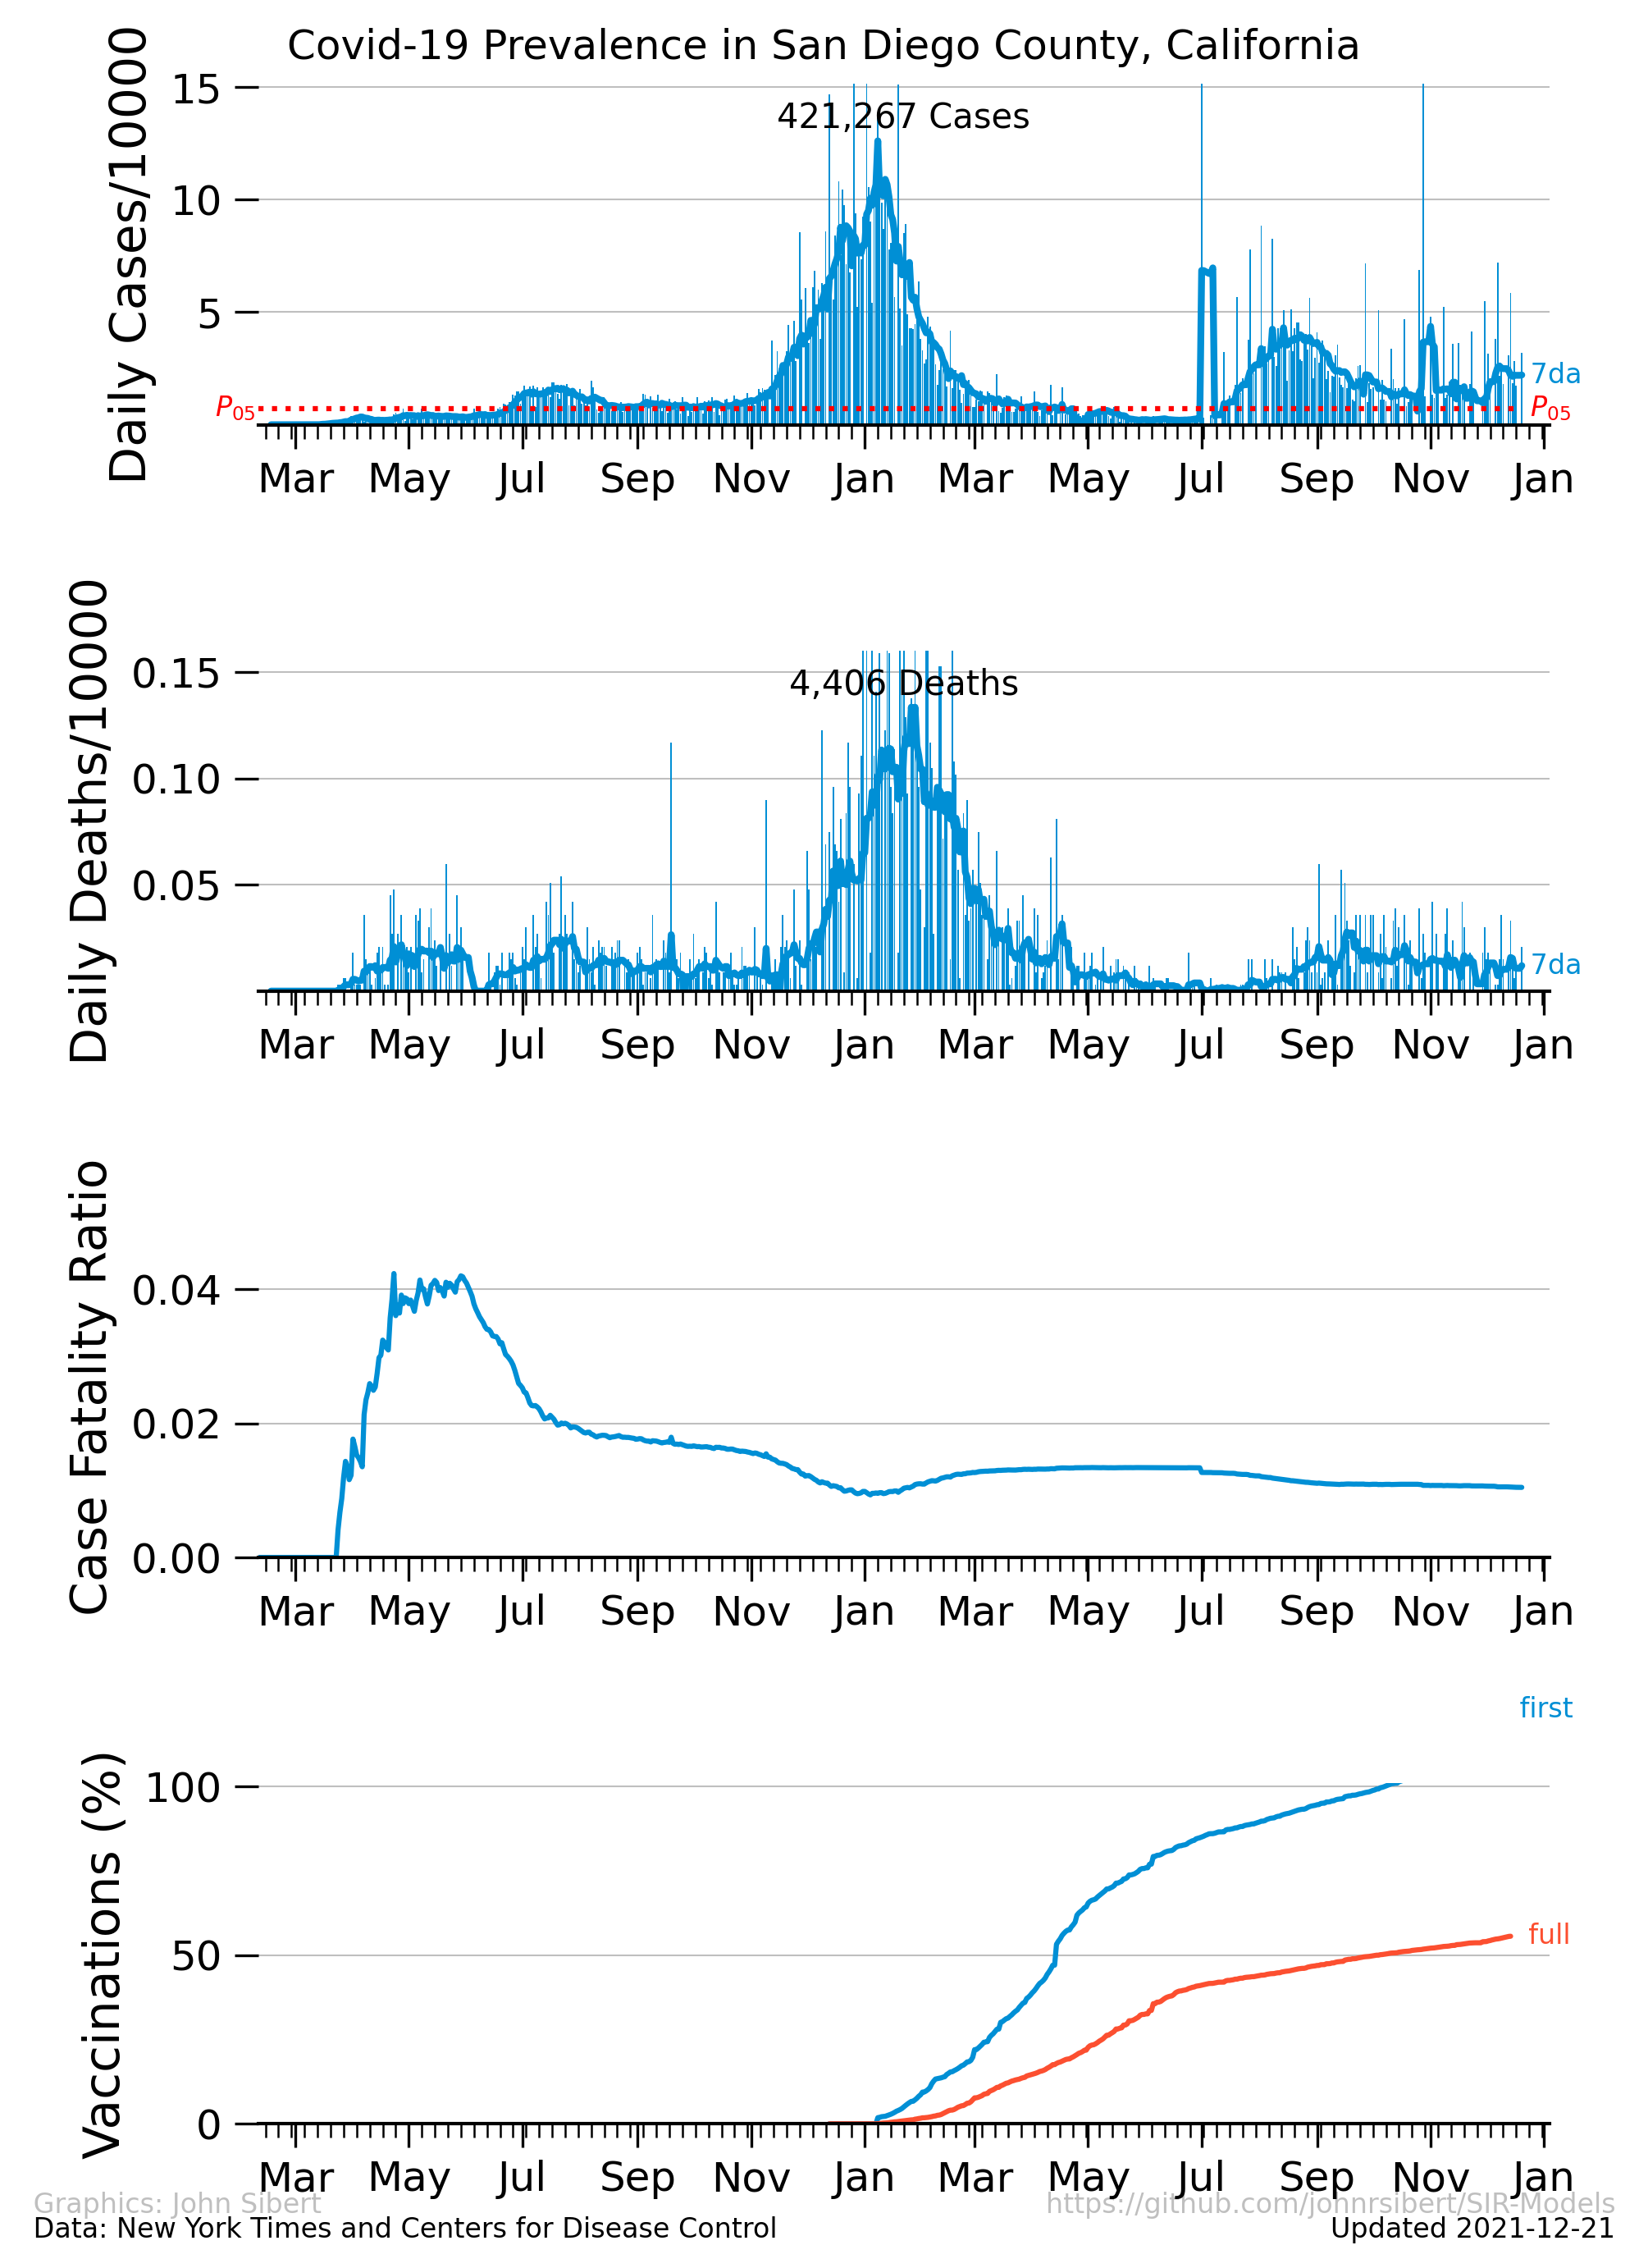 Covid-19 Prevalence in San Diego County, California
Daily Cases/10000
15
10
5
421,267 Cases
7da
P05
P05
Mar May Jul Sep Nov Jan Mar May Jul Sep Nov Jan
Daily Deaths/10000
0.15
0.10
0.05
4,406 Deaths
7da
Mar May Jul Sep Nov Jan Mar May Jul Sep Nov Jan
Case Fatality Ratio
0.04
0.02
0.00
Mar May Jul Sep Nov Jan Mar May Jul Sep Nov Jan
Vaccinations (%)
first
100
full
50
0
Mar May Jul Sep Nov Jan Mar May Jul Sep Nov Jan
Graphics: John Sibert
https://github.com/johnrsibert/SIR-Models
Data: New York Times and Centers for Disease Control
Updated 2021-12-21